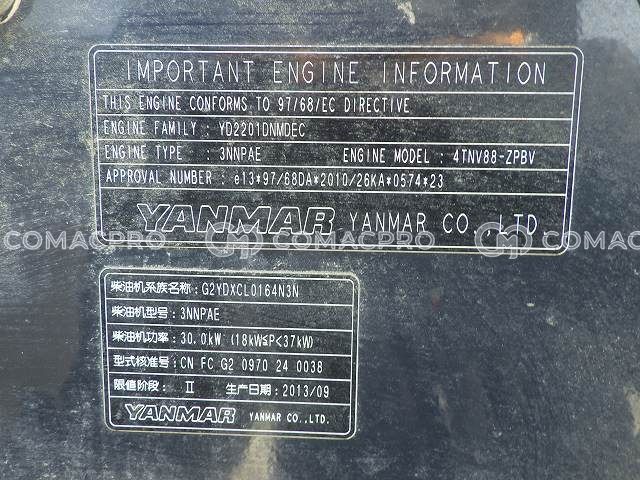 IMPORTANT ENGINE INFORMATION
THIS ENGINE CONFORMS TO 97/68/EC DIRECTIVE
ENGINE FAMILY : YD22O1DNMDEC
ENGINE TYPE : 3NNPAE ENGINE MODEL : 4TNV88-ZPBV
APPROVAL NUMBER : e13*97/68DA*2010/26KA*0574*23
YANMAR YANMAR CO., LTD.
COMACPRO CM COMACPRO CM COMACPRO
柴油机系族名称: G2YDXCL0164N3N
柴油机型号: 3NNPAE
柴油机功率: 30.0kW (18kW≦P<37kW)
型式核准号: CN FC G2 0970 24 0038
限值阶段: II 生产日期: 2013/09
YANMAR YANMAR CO.,LTD.